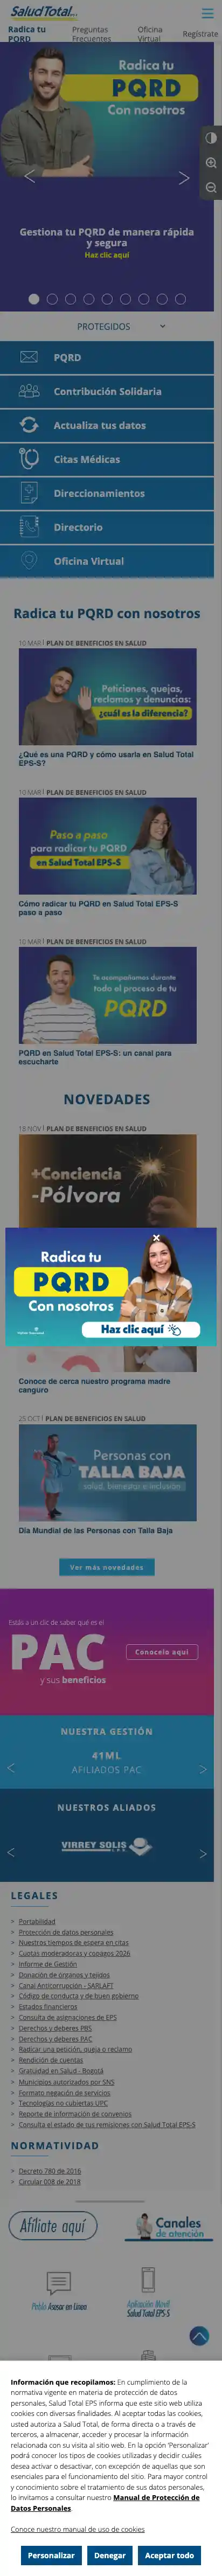 SaludTotal
EPS-S
Radica tu PQRD
Preguntas Frecuentes
Oficina Virtual
Regístrate
Radica tu
PQRD
Con nosotros
Gestiona tu PQRD de manera rápida
y segura
Haz clic aquí
PROTEGIDOS
PQRD
Contribución Solidaria
Actualiza tus datos
Citas Médicas
Direccionamientos
Directorio
Oficina Virtual
Radica tu PQRD con nosotros
10 MAR | PLAN DE BENEFICIOS EN SALUD
Peticiones, quejas,
reclamos y denuncias:
¿cuál es la diferencia?
¿Qué es una PQRD y cómo usarla en Salud Total
EPS-S?
10 MAR | PLAN DE BENEFICIOS EN SALUD
Paso a paso
para radicar tu PQRD
en Salud Total EPS-S
Cómo radicar tu PQRD en Salud Total EPS-S
paso a paso
10 MAR | PLAN DE BENEFICIOS EN SALUD
Te acompañamos durante
todo el proceso de tu
PQRD
PQRD en Salud Total EPS-S: un canal para
escucharte
NOVEDADES
18 NOV | PLAN DE BENEFICIOS EN SALUD
+Conciencia
-Pólvora
Radica tu
PQRD
Con nosotros
Haz clic aquí
Conoce de cerca nuestro programa madre
canguro
25 OCT | PLAN DE BENEFICIOS EN SALUD
Personas con
TALLA BAJA
salud, bienestar e inclusión
Día Mundial de las Personas con Talla Baja
Ver más novedades
Estás a un clic de saber qué es el
PAC
y sus beneficios
Conocelo aquí
NUESTRA GESTIÓN
41ML
AFILIADOS PAC
NUESTROS ALIADOS
VIRREY SOLIS
LEGALES
> Portabilidad
> Protección de datos personales
> Nuestros tiempos de espera en citas
> Cuotas moderadoras y copagos 2026
> Informe de Gestión
> Donación de órganos y tejidos
> Canal Anticorrupción - SARLAFT
> Código de conducta y de buen gobierno
> Estados financieros
> Consulta de asignaciones de EPS
> Derechos y deberes PBS
> Derechos y deberes PAC
> Radicar una petición, queja o reclamo
> Rendición de cuentas
> Gratuidad en Salud - Bogotá
> Municipios autorizados por SNS
> Formato negación de servicios
> Tecnologías no cubiertas UPC
> Reporte de información de convenios
> Consulta el estado de tus remisiones con Salud Total EPS-S
NORMATIVIDAD
> Decreto 780 de 2016
> Circular 008 de 2018
Afíliate aquí
Canales
de atención
Pablo Asesor en Línea
Aplicación Móvil
Salud Total EPS-S
Información que recopilamos: En cumplimiento de la
normativa vigente en materia de protección de datos
personales, Salud Total EPS informa que este sitio web utiliza
cookies con diversas finalidades. Al aceptar todas las cookies,
usted autoriza a Salud Total, de forma directa o a través de
terceros, a almacenar, acceder y procesar la información
relacionada con su visita al sitio web. En la opción 'Personalizar'
podrá conocer los tipos de cookies utilizadas y decidir cuáles
desea activar o desactivar, con excepción de aquellas que son
esenciales para el funcionamiento del sitio. Para mayor control
y conocimiento sobre el tratamiento de sus datos personales,
lo invitamos a consultar nuestro Manual de Protección de
Datos Personales.
Conoce nuestro manual de uso de cookies
Personalizar
Denegar
Aceptar todo